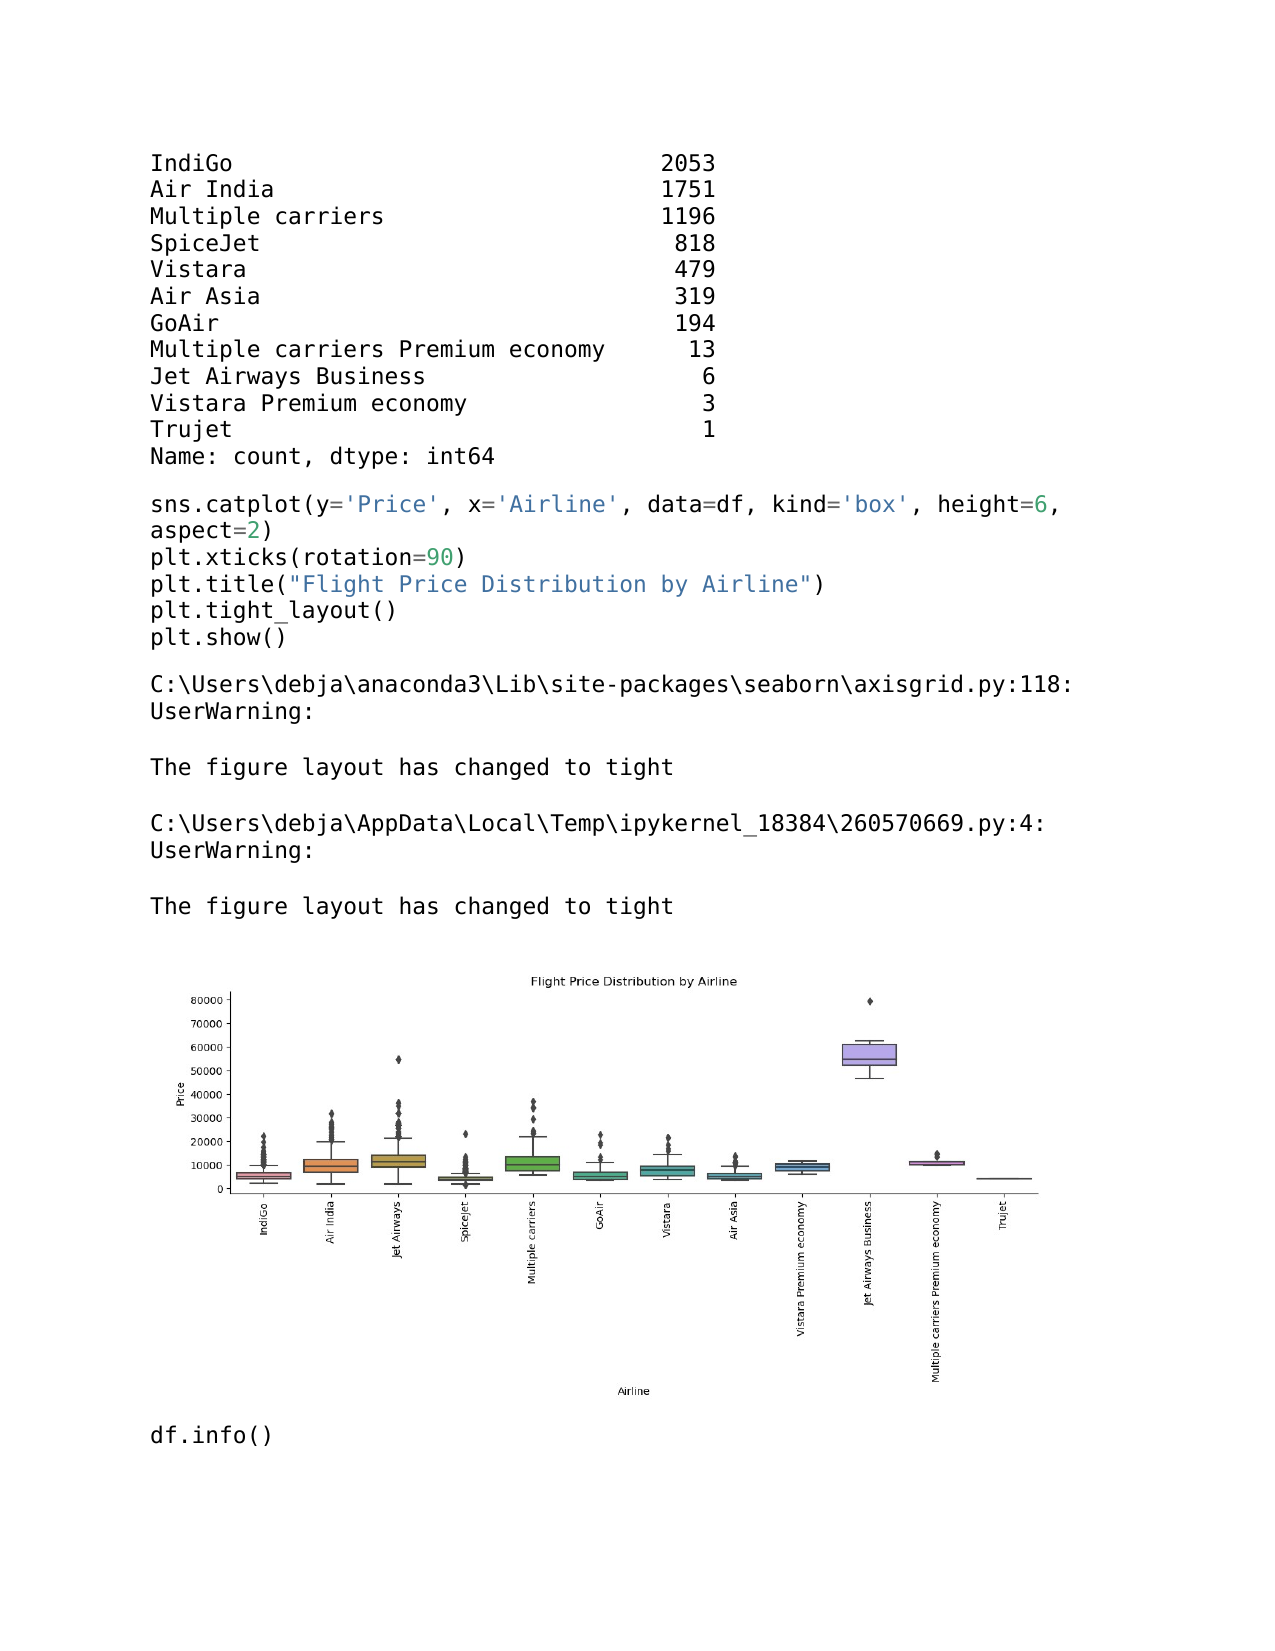 IndiGo 2053
Air India 1751
Multiple carriers 1196
SpiceJet 818
Vistara 479
Air Asia 319
GoAir 194
Multiple carriers Premium economy 13
Jet Airways Business 6
Vistara Premium economy 3
Trujet 1
Name: count, dtype: int64
sns.catplot(y='Price', x='Airline', data=df, kind='box', height=6,
aspect=2)
plt.xticks(rotation=90)
plt.title("Flight Price Distribution by Airline")
plt.tight_layout()
plt.show()
C:\Users\debja\anaconda3\Lib\site-packages\seaborn\axisgrid.py:118:
UserWarning:
The figure layout has changed to tight
C:\Users\debja\AppData\Local\Temp\ipykernel_18384\260570669.py:4:
UserWarning:
The figure layout has changed to tight
Flight Price Distribution by Airline
80000
70000
60000
50000
40000
30000
20000
10000
0
Price
IndiGo
Air India
Jet Airways
SpiceJet
Multiple carriers
GoAir
Vistara
Air Asia
Vistara Premium economy
Jet Airways Business
Multiple carriers Premium economy
Trujet
Airline
df.info()